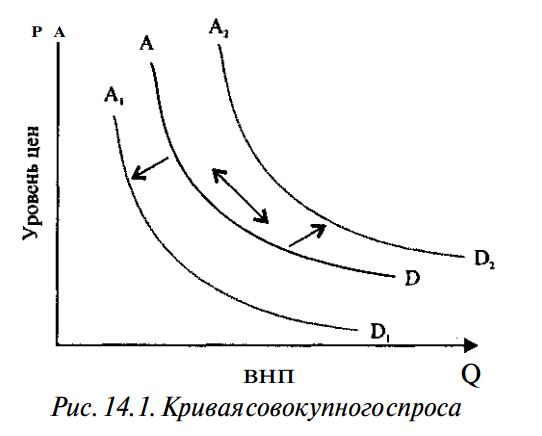 P A
A
A₂
A₁
Уровень цен
D₂
D
D₁
ВНП Q
Рис. 14.1. Кривая совокупного спроса